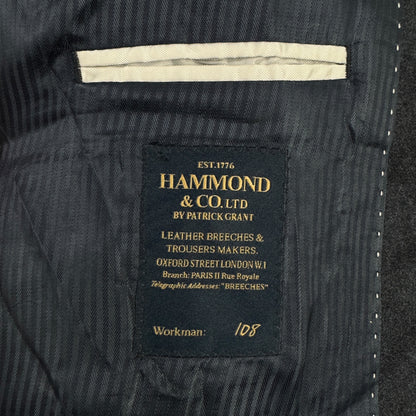 EST.1776
HAMMOND
& CO. LTD
BY PATRICK GRANT
LEATHER BREECHES &
TROUSERS MAKERS.
OXFORD STREET LONDON W.1
Branch: PARIS 11 Rue Royale
Telegraphic Addresses: "BREECHES"
Workman: 108